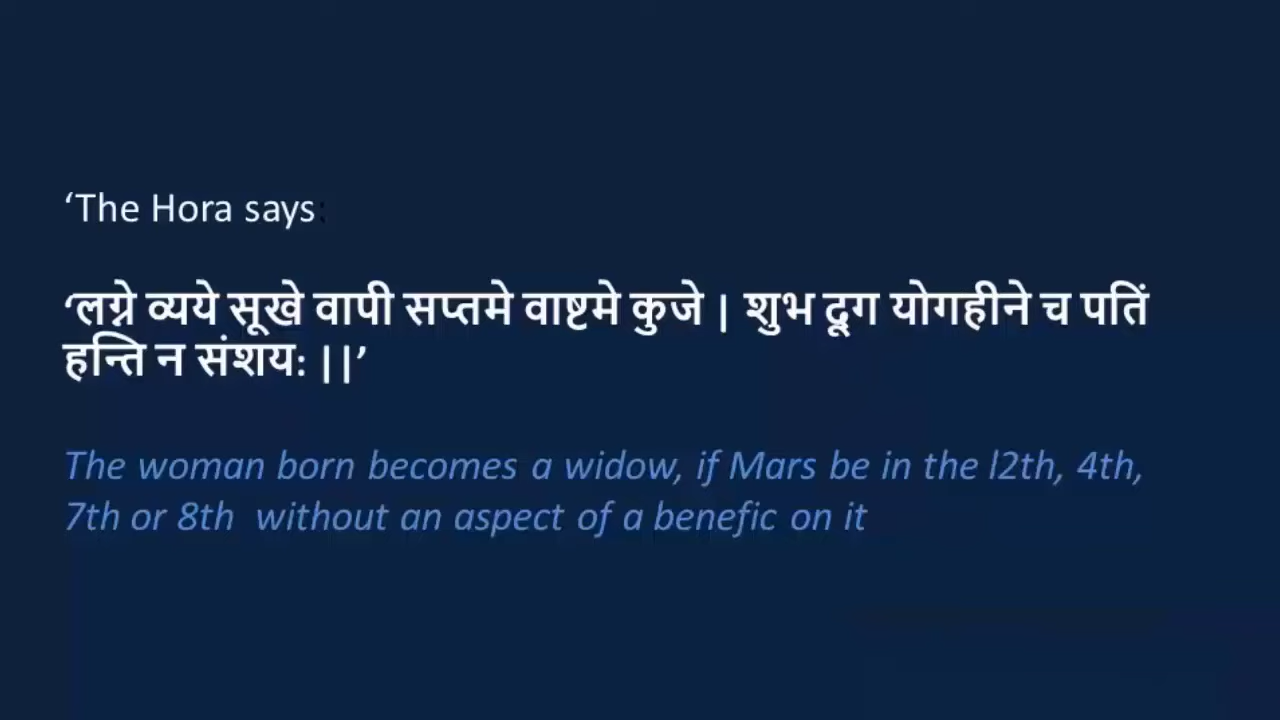 ‘The Hora says:
‘लग्ने व्यये सूखे वापी सप्तमे वाष्टमे कुजे | शुभ दूग योगहीने च पतिं
हन्ति न संशयः ||’
The woman born becomes a widow, if Mars be in the l2th, 4th,
7th or 8th  without an aspect of a benefic on it